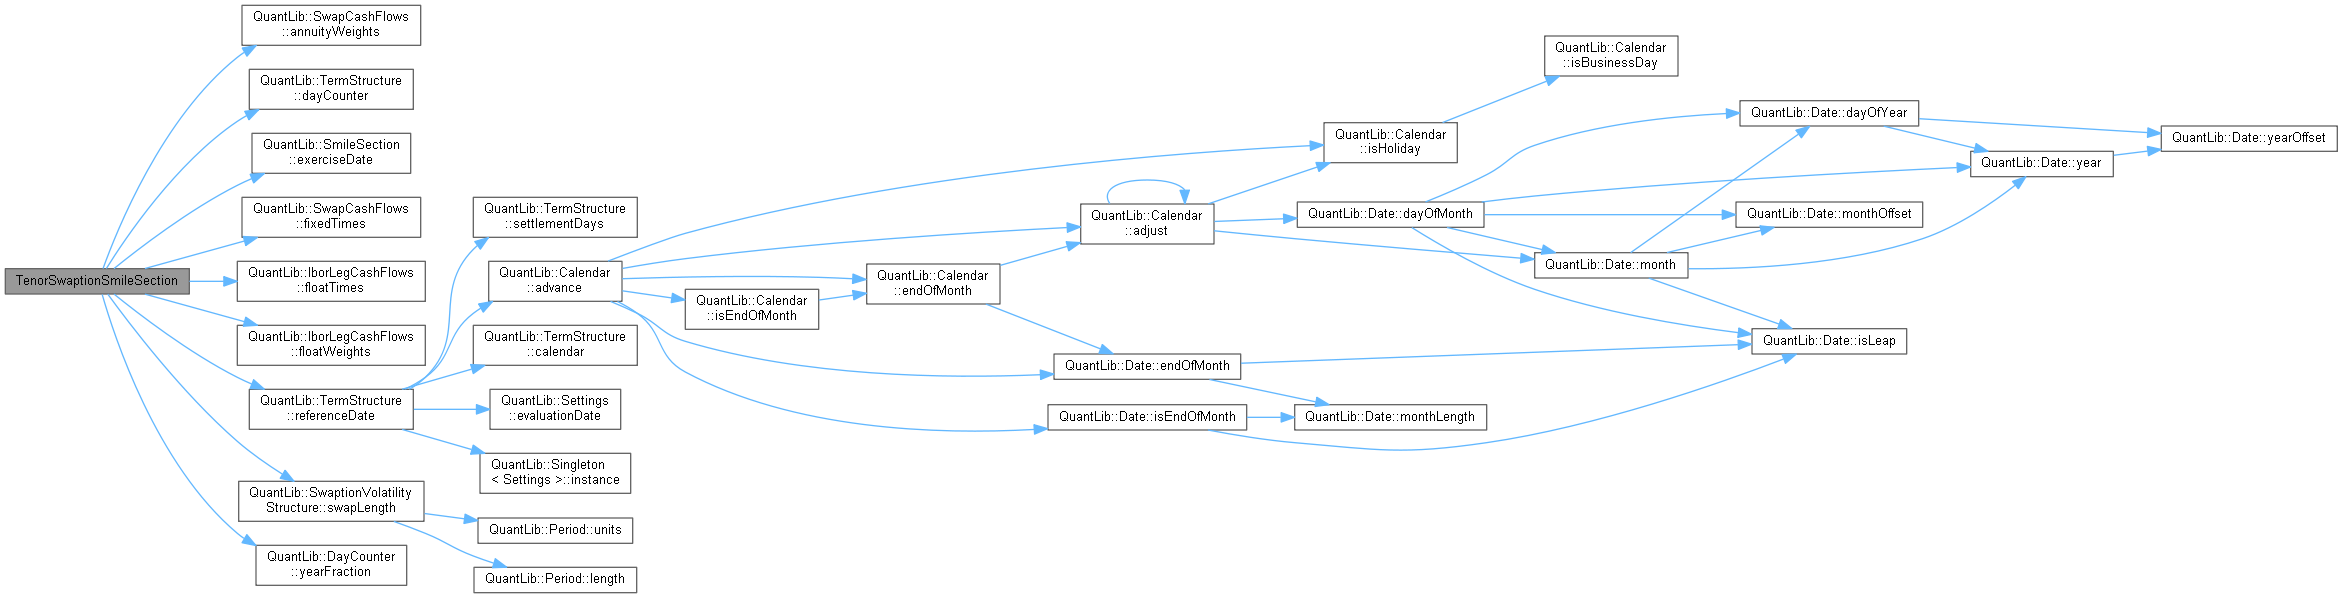 TenorSwaptionSmileSection
QuantLib::SwapCashFlows
::annuityWeights
QuantLib::TermStructure
::dayCounter
QuantLib::SmileSection
::exerciseDate
QuantLib::SwapCashFlows
::fixedTimes
QuantLib::IborLegCashFlows
::floatTimes
QuantLib::IborLegCashFlows
::floatWeights
QuantLib::TermStructure
::referenceDate
QuantLib::SwaptionVolatility
Structure::swapLength
QuantLib::DayCounter
::yearFraction
QuantLib::TermStructure
::settlementDays
QuantLib::Calendar
::advance
QuantLib::TermStructure
::calendar
QuantLib::Settings
::evaluationDate
QuantLib::Singleton
< Settings >::instance
QuantLib::Period::units
QuantLib::Period::length
QuantLib::Calendar
::isEndOfMonth
QuantLib::Calendar
::endOfMonth
QuantLib::Calendar
::adjust
QuantLib::Date::endOfMonth
QuantLib::Date::isEndOfMonth
QuantLib::Calendar
::isHoliday
QuantLib::Date::dayOfMonth
QuantLib::Date::monthLength
QuantLib::Calendar
::isBusinessDay
QuantLib::Date::month
QuantLib::Date::dayOfYear
QuantLib::Date::monthOffset
QuantLib::Date::isLeap
QuantLib::Date::year
QuantLib::Date::yearOffset